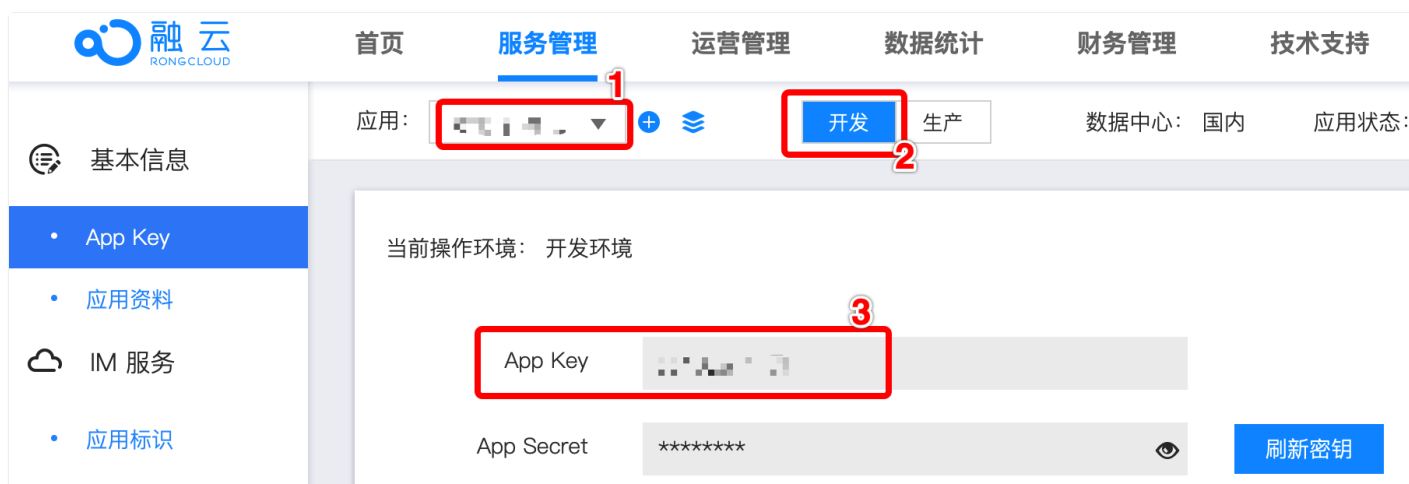 融云 首页 服务管理 运营管理 数据统计 财务管理 技术支持
RONGCLOUD
1
应用： 开发 生产 数据中心： 国内 应用状态：
2
基本信息
App Key
当前操作环境： 开发环境
应用资料
3
IM 服务
App Key
应用标识
App Secret ******** 刷新密钥